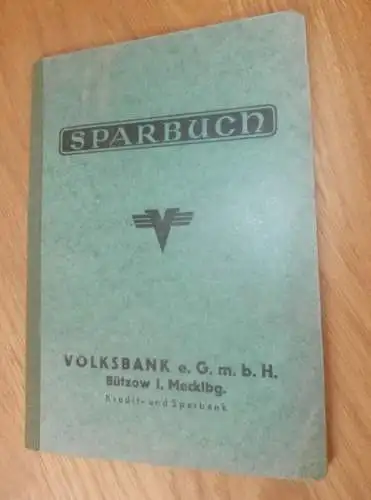 SPARBUCH
VOLKSBANK e. G. m. b. H.
Bützow i. Mecklbg.
Kredit- und Sparbank